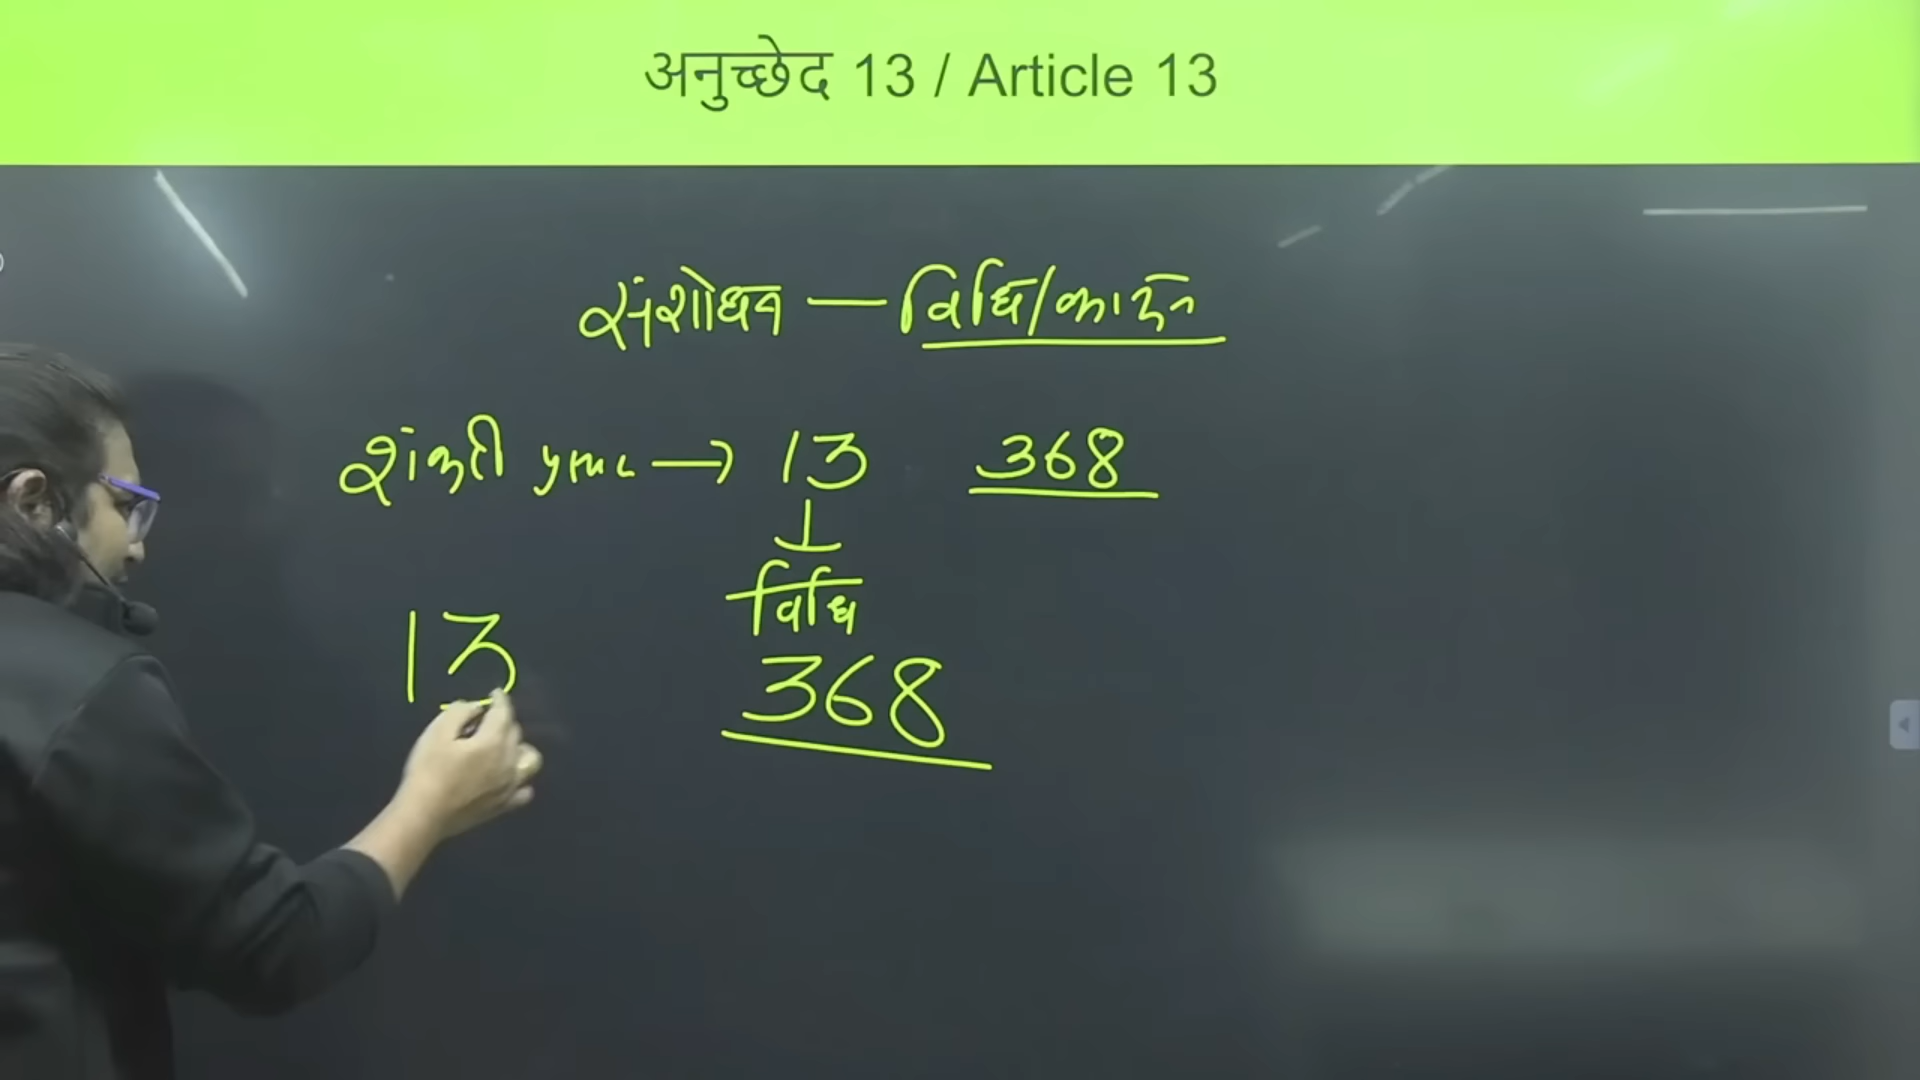 अनुच्छेद 13 / Article 13
संशोधन — विधि/कानून
शंकरी प्रसाद → 13 368
विधि
13 368